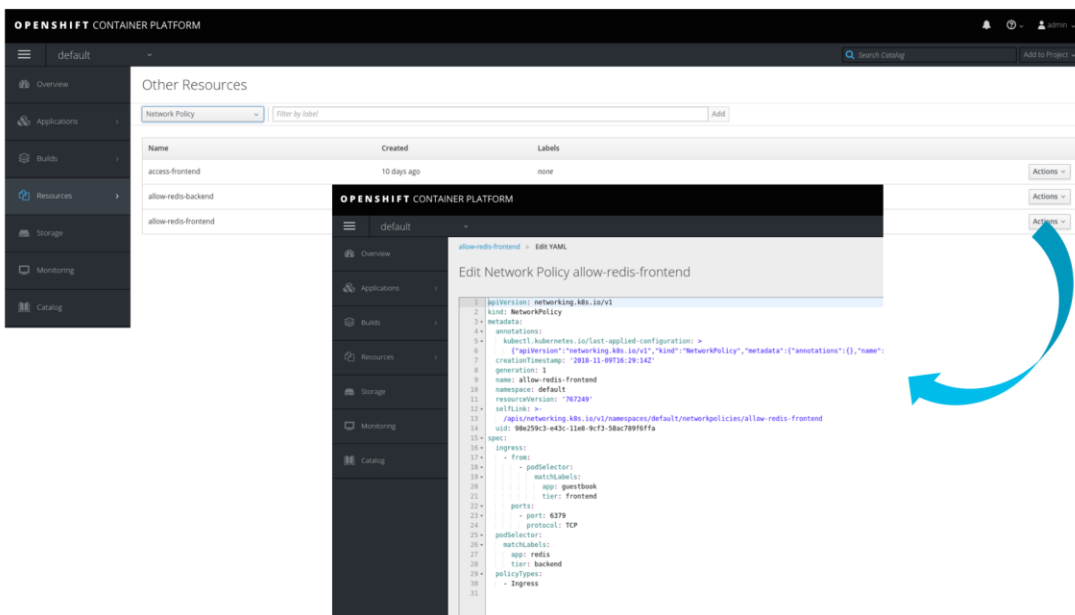 OPENSHIFT CONTAINER PLATFORM
admin
default
Search Catalog
Add to Project
Overview
Applications
Builds
Resources
Storage
Monitoring
Catalog
Other Resources
Network Policy
Filter by label
Add
Name Created Labels
access-frontend 10 days ago none Actions
allow-redis-backend Actions
allow-redis-frontend Actions
OPENSHIFT CONTAINER PLATFORM
default
Overview
Applications
Builds
Resources
Storage
Monitoring
Catalog
allow-redis-frontend > Edit YAML
Edit Network Policy allow-redis-frontend
1 apiVersion: networking.k8s.io/v1
2 kind: NetworkPolicy
3 metadata:
4 annotations:
5 kubectl.kubernetes.io/last-applied-configuration: >
6 {"apiVersion":"networking.k8s.io/v1","kind":"NetworkPolicy","metadata":{"annotations":{},"name":
7 creationTimestamp: '2018-11-09T16:29:14Z'
8 generation: 1
9 name: allow-redis-frontend
10 namespace: default
11 resourceVersion: '767249'
12 selfLink: >-
13 /apis/networking.k8s.io/v1/namespaces/default/networkpolicies/allow-redis-frontend
14 uid: 98e259c3-e43c-11e8-9cf3-58ac789f6ffa
15 spec:
16 ingress:
17 - from:
18 - podSelector:
19 matchLabels:
20 app: guestbook
21 tier: frontend
22 ports:
23 - port: 6379
24 protocol: TCP
25 podSelector:
26 matchLabels:
27 app: redis
28 tier: backend
29 policyTypes:
30 - Ingress
31